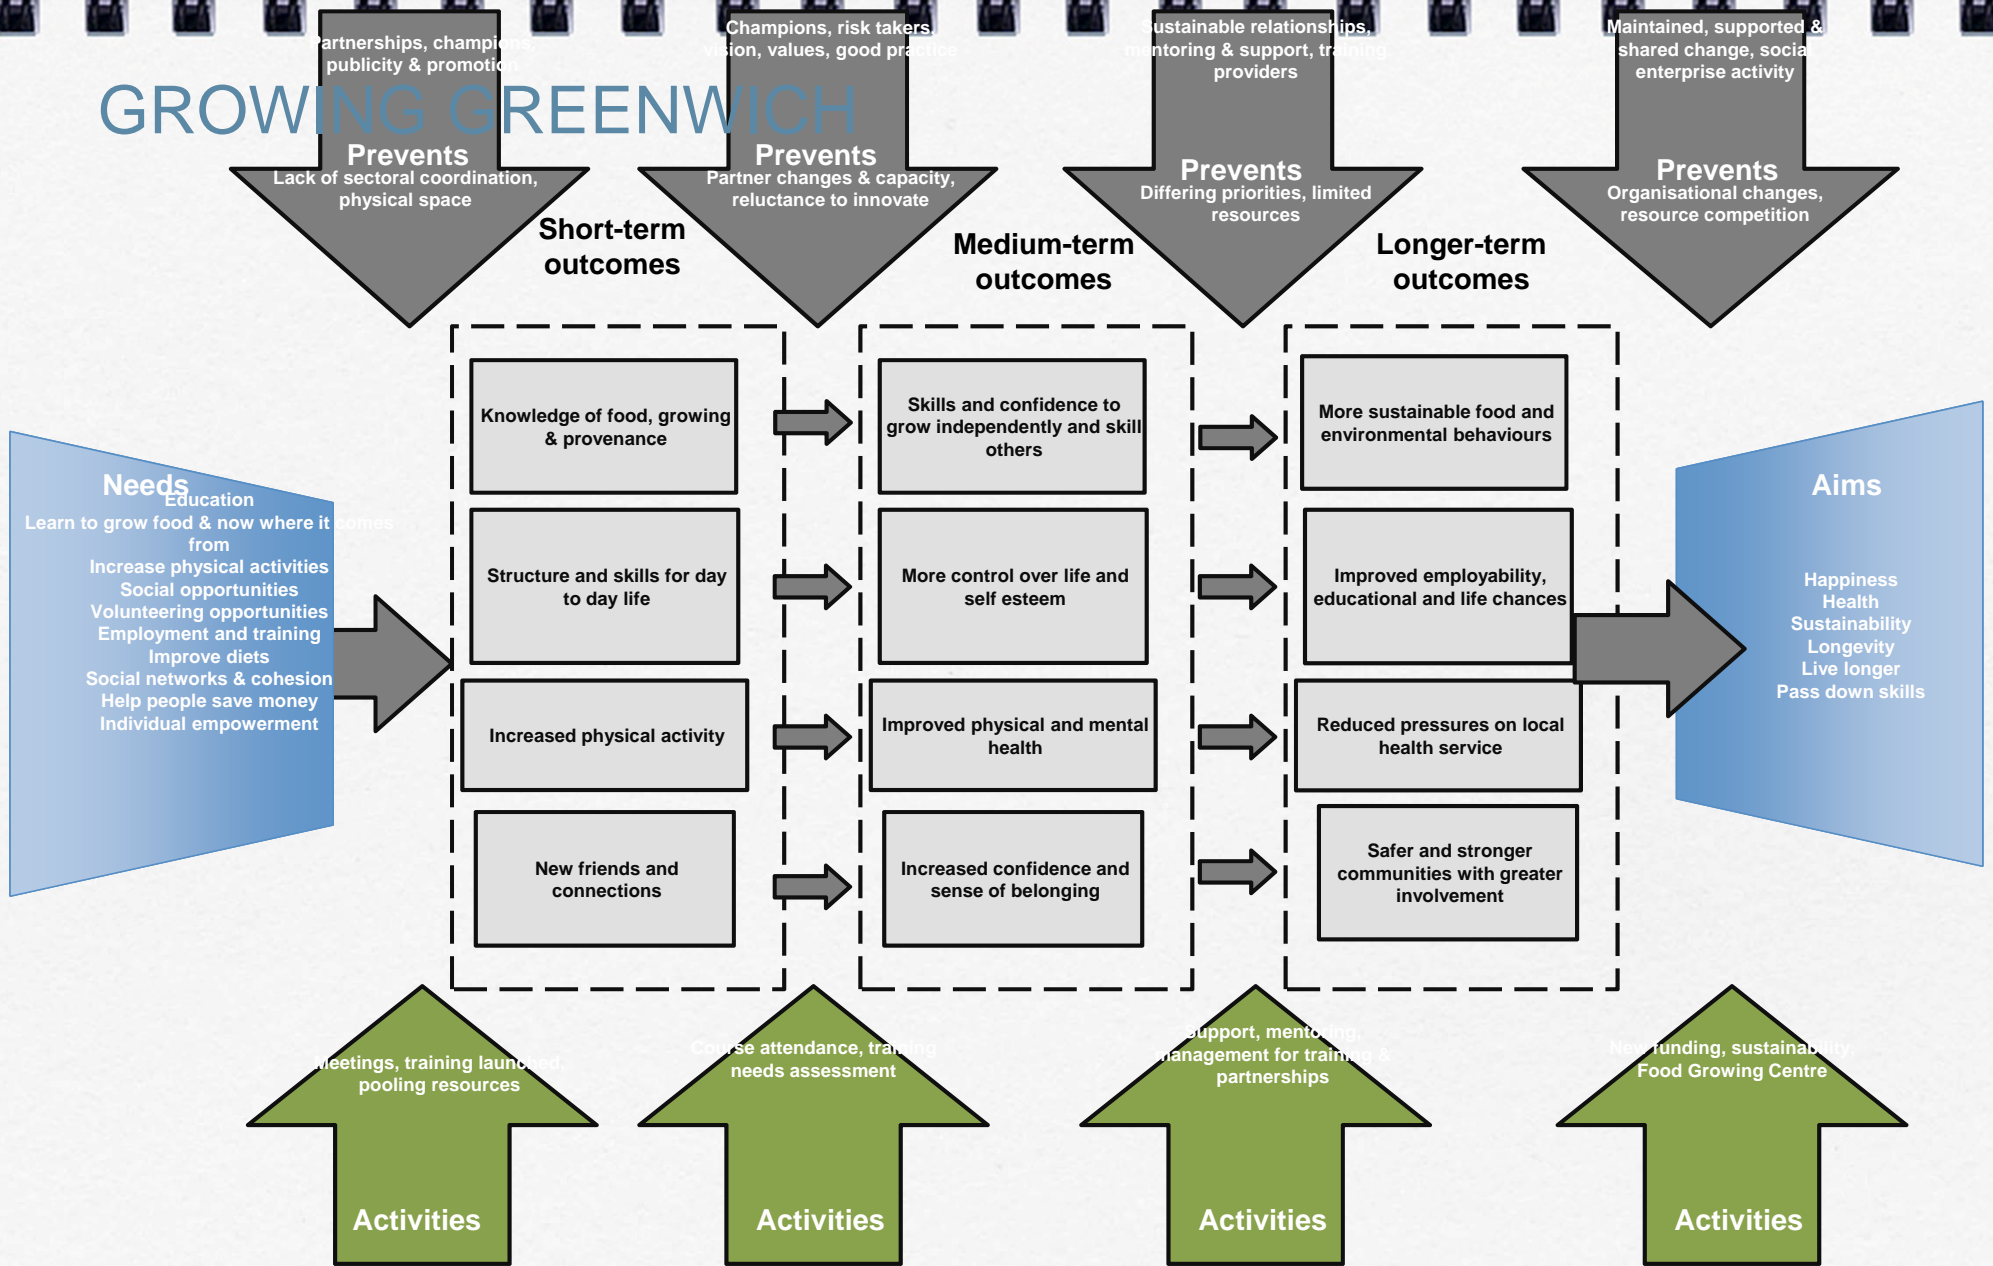 Partnerships, champions,
publicity & promotion
Champions, risk takers,
vision, values, good practice
Sustainable relationships,
mentoring & support, training
providers
Maintained, supported &
shared change, social
enterprise activity
GROWING GREENWICH
Prevents
Lack of sectoral coordination,
physical space
Prevents
Partner changes & capacity,
reluctance to innovate
Prevents
Differing priorities, limited
resources
Prevents
Organisational changes,
resource competition
Short-term
outcomes
Medium-term
outcomes
Longer-term
outcomes
Needs
Education
Learn to grow food & now where it comes
from
Increase physical activities
Social opportunities
Volunteering opportunities
Employment and training
Improve diets
Social networks & cohesion
Help people save money
Individual empowerment
Knowledge of food, growing
& provenance
Structure and skills for day
to day life
Increased physical activity
New friends and
connections
Skills and confidence to
grow independently and skill
others
More control over life and
self esteem
Improved physical and mental
health
Increased confidence and
sense of belonging
More sustainable food and
environmental behaviours
Improved employability,
educational and life chances
Reduced pressures on local
health service
Safer and stronger
communities with greater
involvement
Aims
Happiness
Health
Sustainability
Longevity
Live longer
Pass down skills
Meetings, training launched,
pooling resources
Activities
Course attendance, training
needs assessment
Activities
Support, mentoring,
management for training &
partnerships
Activities
New funding, sustainability,
Food Growing Centre
Activities